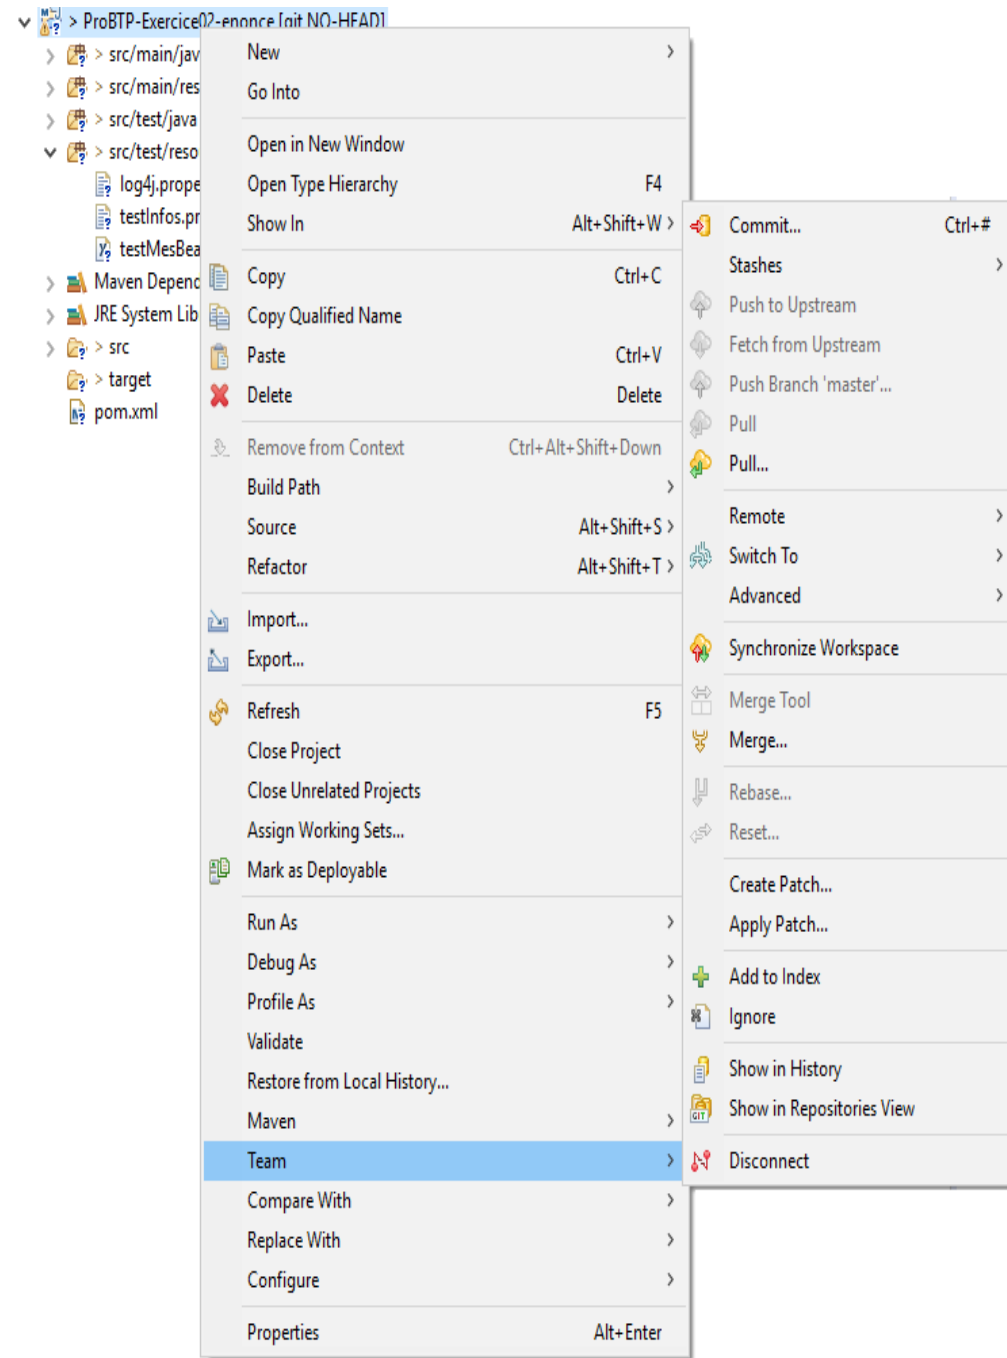 > ProBTP-Exercice02-enonce [git NO-HEAD]
> src/main/jav
> src/main/res
> src/test/java
> src/test/reso
log4j.prope
testInfos.pr
testMesBea
Maven Depend
JRE System Lib
> src
> target
pom.xml
New
Go Into
Open in New Window
Open Type Hierarchy F4
Show In Alt+Shift+W >
Copy Ctrl+C
Copy Qualified Name
Paste Ctrl+V
Delete Delete
Remove from Context Ctrl+Alt+Shift+Down
Build Path
Source Alt+Shift+S >
Refactor Alt+Shift+T >
Import...
Export...
Refresh F5
Close Project
Close Unrelated Projects
Assign Working Sets...
Mark as Deployable
Run As
Debug As
Profile As
Validate
Restore from Local History...
Maven
Team
Compare With
Replace With
Configure
Properties Alt+Enter
Commit... Ctrl+#
Stashes
Push to Upstream
Fetch from Upstream
Push Branch 'master'...
Pull
Pull...
Remote
Switch To
Advanced
Synchronize Workspace
Merge Tool
Merge...
Rebase...
Reset...
Create Patch...
Apply Patch...
Add to Index
Ignore
Show in History
GIT Show in Repositories View
Disconnect